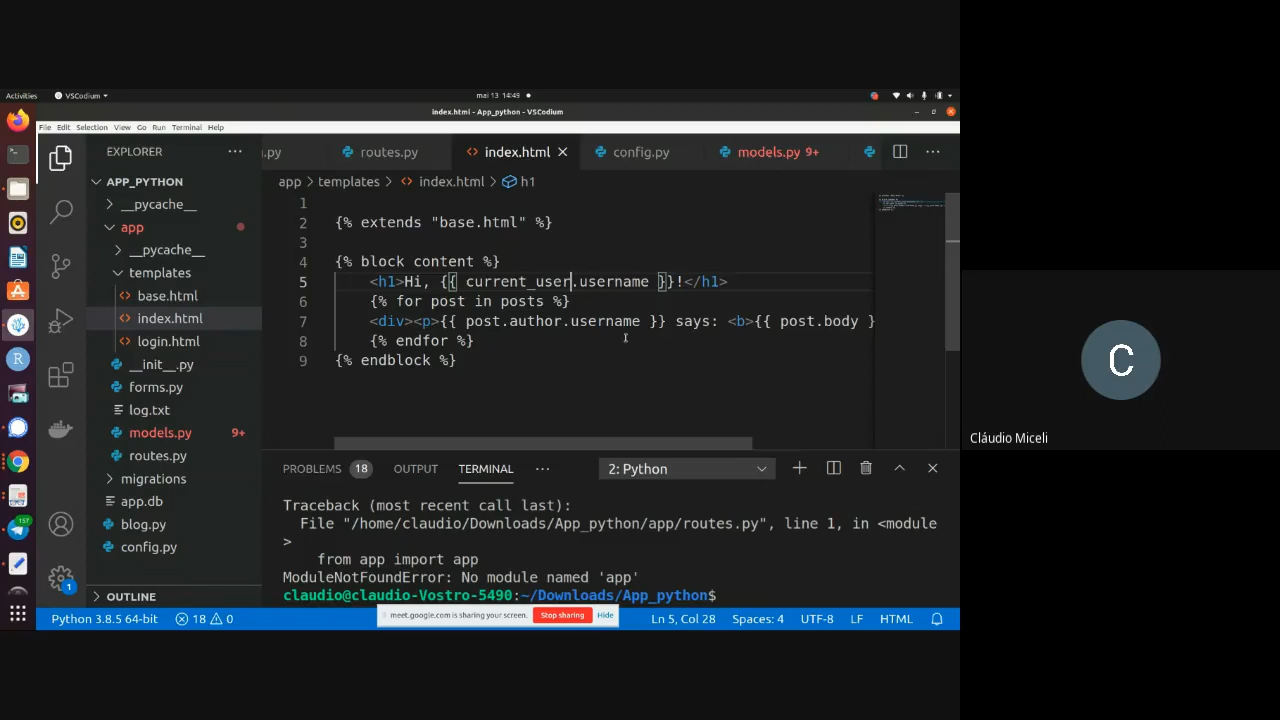 Activities
VSCodium
mai 13 14:49
index.html - App_python - VSCodium
File Edit Selection View Go Run Terminal Help
EXPLORER
APP_PYTHON
__pycache__
app
__pycache__
templates
base.html
index.html
login.html
__init__.py
forms.py
log.txt
models.py 9+
routes.py
migrations
app.db
blog.py
config.py
OUTLINE
.py routes.py index.html config.py models.py 9+
app > templates > index.html > h1
1
2 {% extends "base.html" %}
3
4 {% block content %}
5 <h1>Hi, {{ current_user.username }}!</h1>
6 {% for post in posts %}
7 <div><p>{{ post.author.username }} says: <b>{{ post.body }
8 {% endfor %}
9 {% endblock %}
PROBLEMS 18 OUTPUT TERMINAL 2: Python
Traceback (most recent call last):
File "/home/claudio/Downloads/App_python/app/routes.py", line 1, in <module
>
from app import app
ModuleNotFoundError: No module named 'app'
claudio@claudio-Vostro-5490:~/Downloads/App_python$
meet.google.com is sharing your screen. Stop sharing Hide
Python 3.8.5 64-bit 18 0 Ln 5, Col 28 Spaces: 4 UTF-8 LF HTML
157
1
R
C
Cláudio Miceli